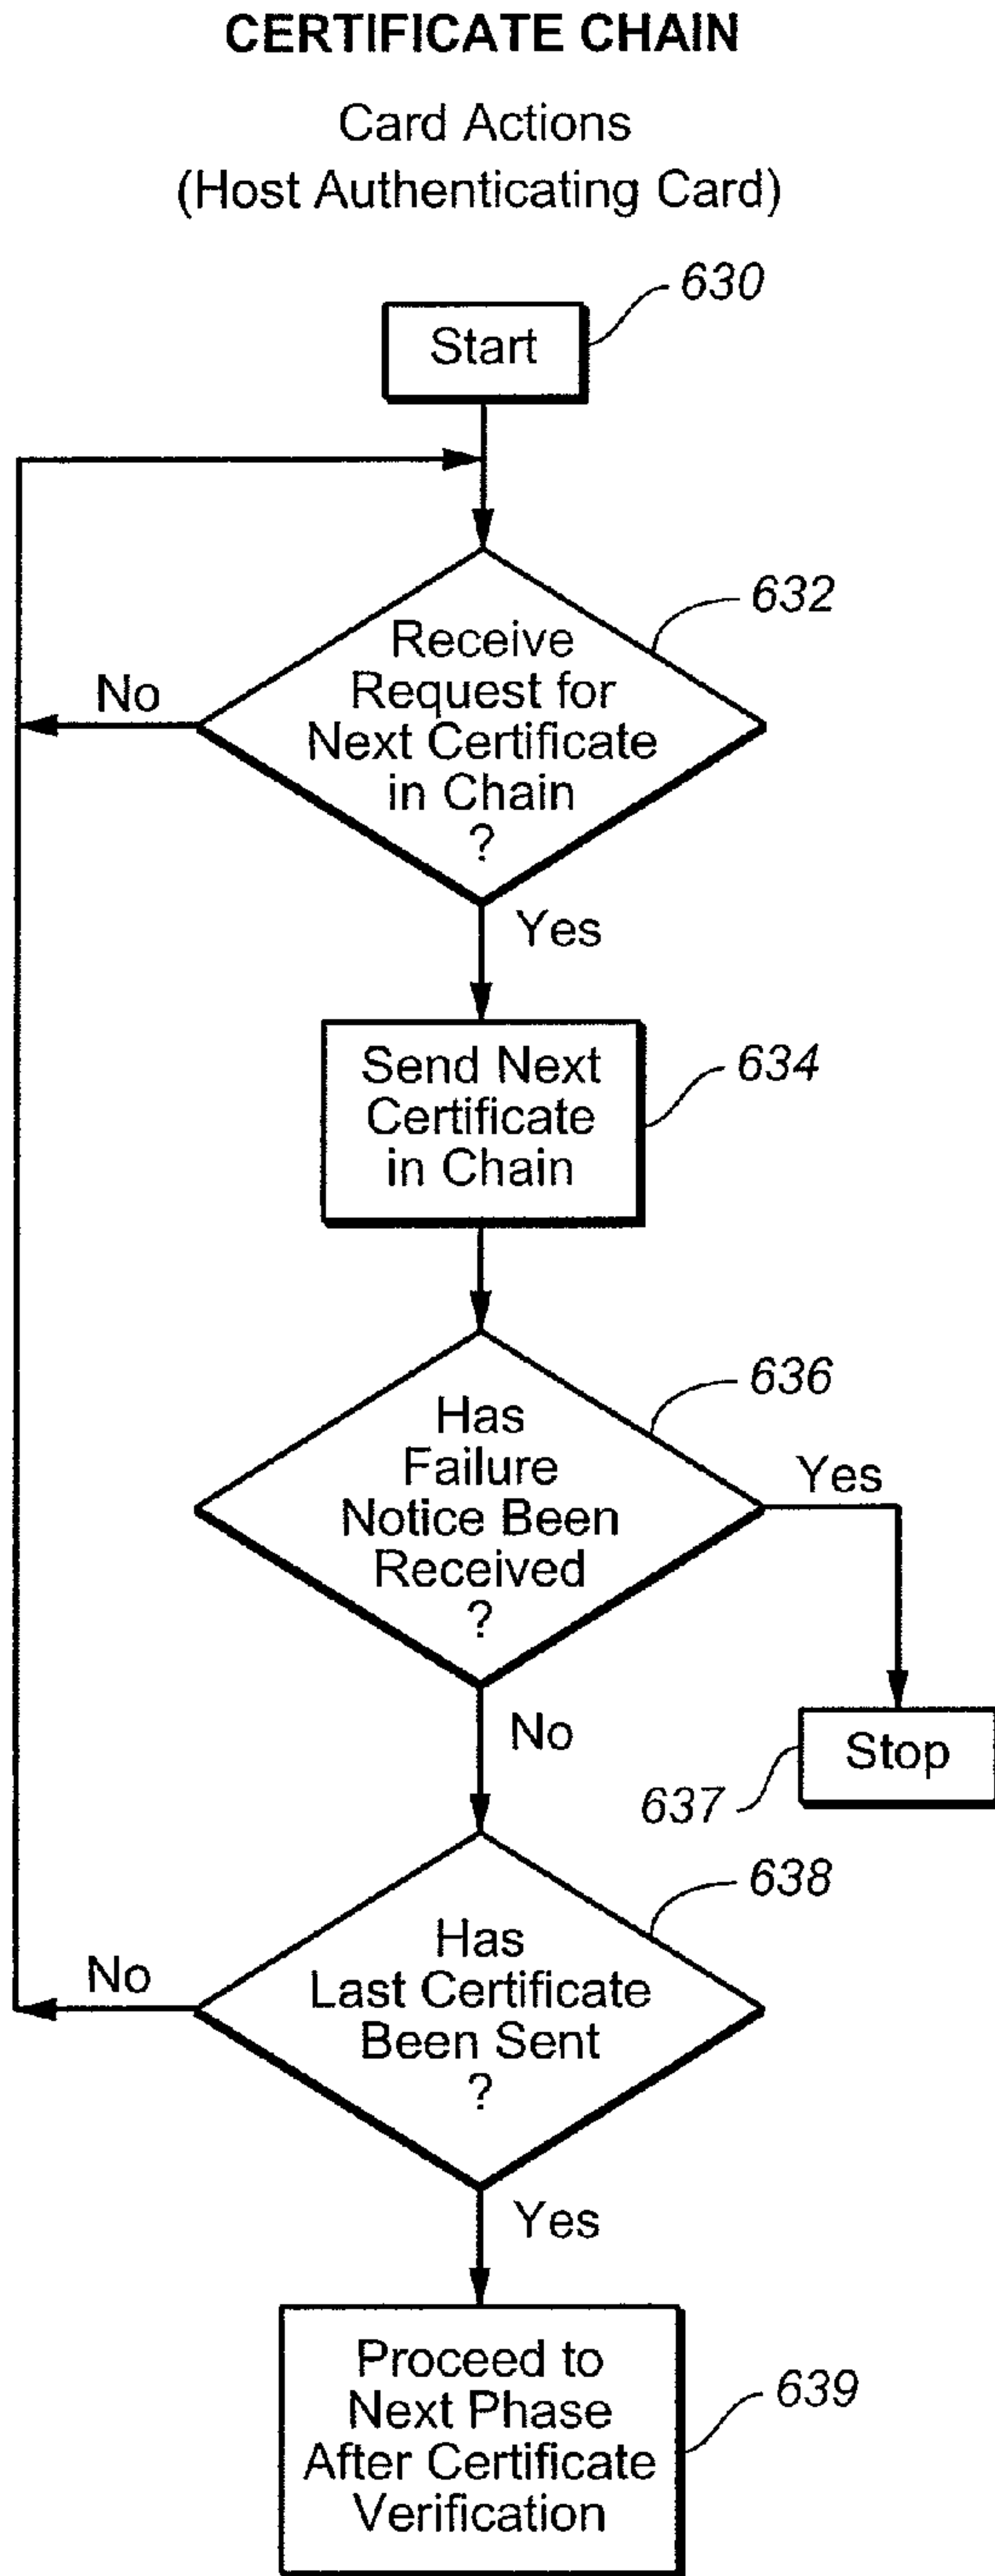 CERTIFICATE CHAIN
Card Actions
(Host Authenticating Card)
630
Start
632
Receive
Request for
Next Certificate
in Chain
?
No
Yes
634
Send Next
Certificate
in Chain
636
Has
Failure
Notice Been
Received
?
Yes
No
Stop
637
638
Has
Last Certificate
Been Sent
?
No
Yes
639
Proceed to
Next Phase
After Certificate
Verification